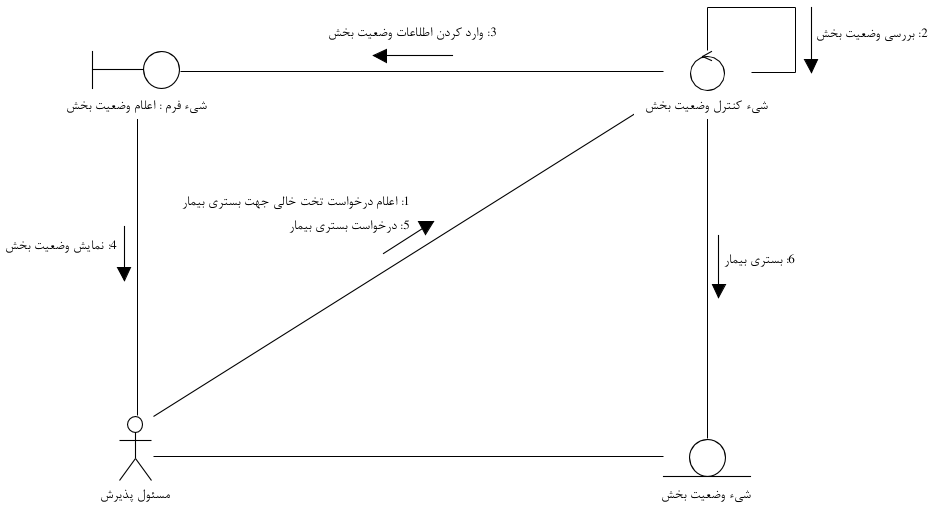 3: وارد کردن اطلاعات وضعیت بخش
2: بررسی وضعیت بخش
شیء کنترل وضعیت بخش
شیء فرم : اعلام وضعیت بخش
1: اعلام درخواست تخت خالی جهت بستری بیمار
5: درخواست بستری بیمار
4: نمایش وضعیت بخش
6: بستری بیمار
شیء وضعیت بخش
مسئول پذیرش